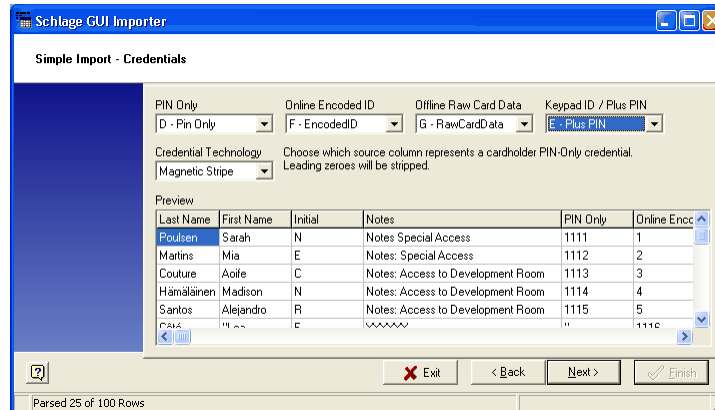 Schlage GUI Importer
Simple Import - Credentials
PIN Only Online Encoded ID Offline Raw Card Data Keypad ID / Plus PIN
D - Pin Only F - EncodedID G - RawCardData E - Plus PIN
Credential Technology Choose which source column represents a cardholder PIN-Only credential.
Magnetic Stripe Leading zeroes will be stripped.
Preview
Last Name First Name Initial Notes PIN Only Online Enco
Poulsen Sarah N Notes Special Access 1111 1
Martins Mia E Notes: Special Access 1112 2
Couture Aoife C Notes: Access to Development Room 1113 3
Hämäläinen Madison N Notes: Access to Development Room 1114 4
Santos Alejandro R Notes: Access to Development Room 1115 5
Côté "Lea 1116
Exit < Back Next > Finish
Parsed 25 of 100 Rows